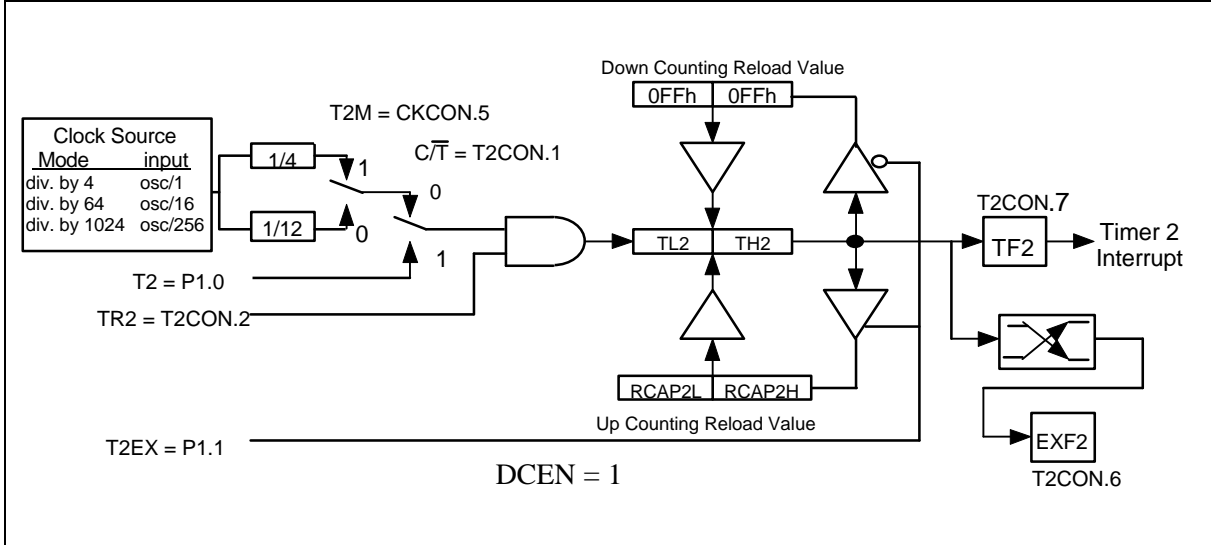 Down Counting Reload Value
0FFh 0FFh
T2M = CKCON.5
Clock Source
Mode input
div. by 4 osc/1
div. by 64 osc/16
div. by 1024 osc/256
1/4
1/12
1
0
C/T̅ = T2CON.1
0
1
T2 = P1.0
TR2 = T2CON.2
TL2 TH2
T2CON.7
TF2
Timer 2
Interrupt
RCAP2L RCAP2H
Up Counting Reload Value
T2EX = P1.1
DCEN = 1
EXF2
T2CON.6